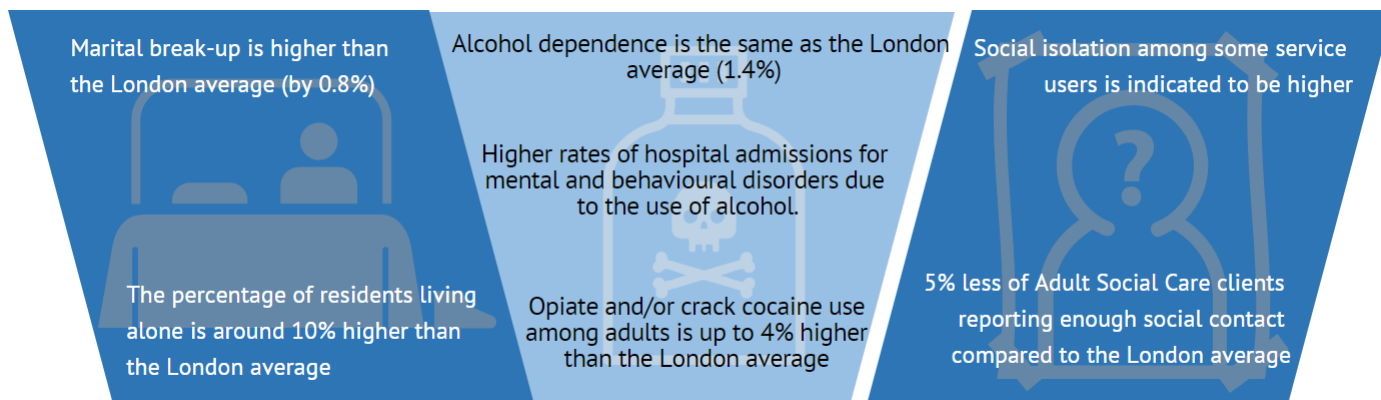 Marital break-up is higher than
the London average (by 0.8%)
The percentage of residents living
alone is around 10% higher than
the London average
Alcohol dependence is the same as the London
average (1.4%)
Higher rates of hospital admissions for
mental and behavioural disorders due
to the use of alcohol.
Opiate and/or crack cocaine use
among adults is up to 4% higher
than the London average
Social isolation among some service
users is indicated to be higher
?
5% less of Adult Social Care clients
reporting enough social contact
compared to the London average